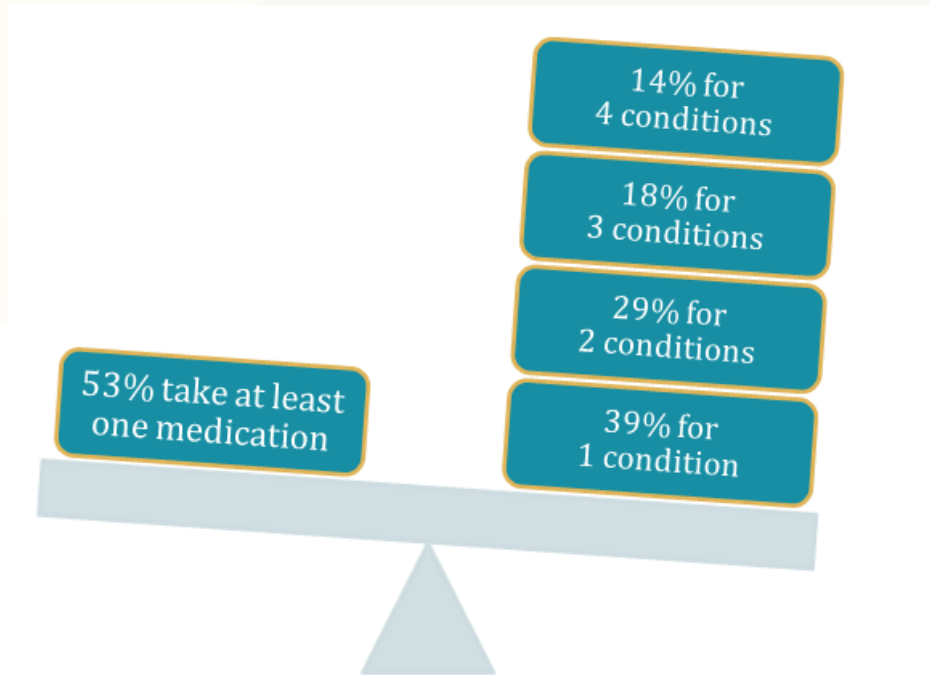 14% for
4 conditions
18% for
3 conditions
29% for
2 conditions
39% for
1 condition
53% take at least
one medication